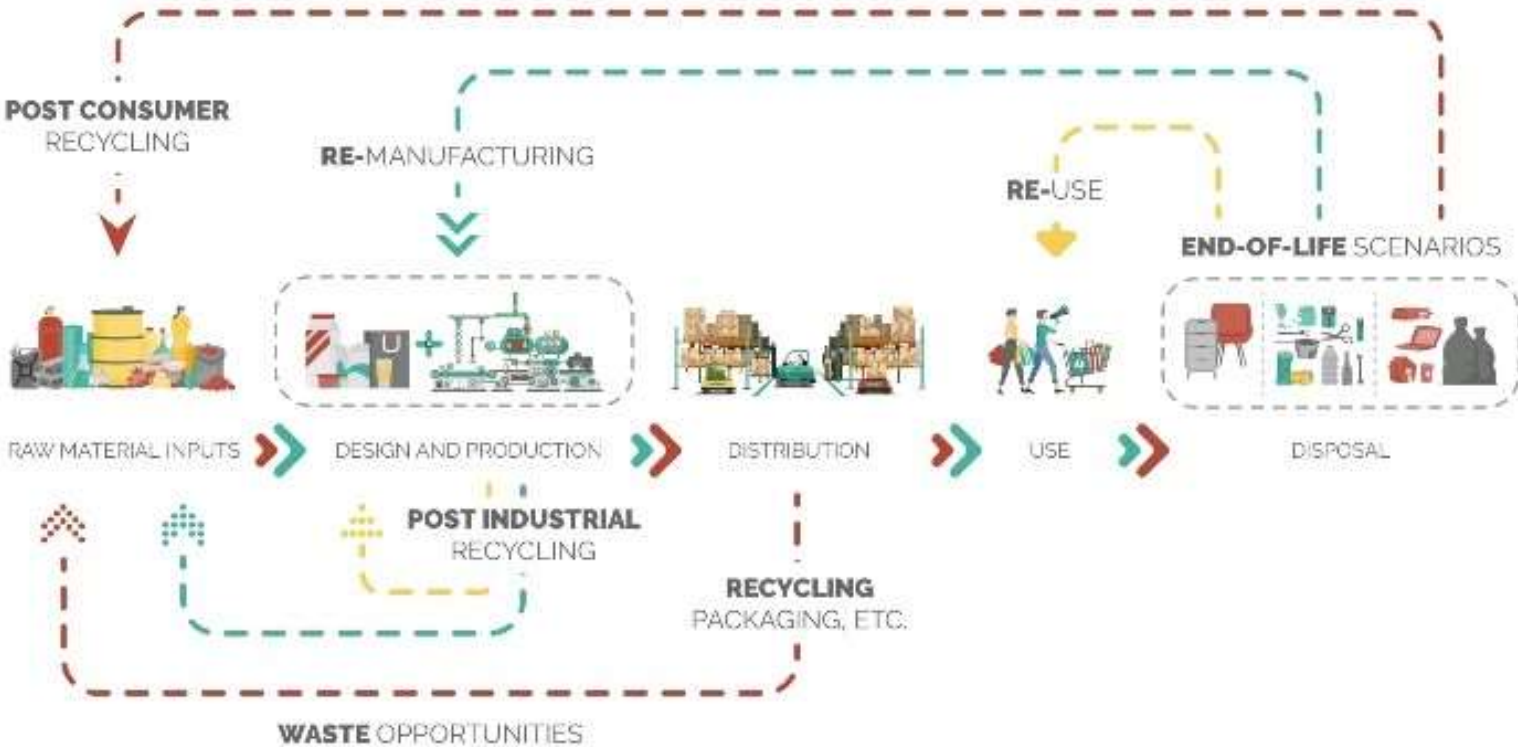 POST CONSUMER
RECYCLING
RE-MANUFACTURING
RE-USE
END-OF-LIFE SCENARIOS
RAW MATERIAL INPUTS
DESIGN AND PRODUCTION
DISTRIBUTION
USE
DISPOSAL
POST INDUSTRIAL
RECYCLING
RECYCLING
PACKAGING, ETC.
WASTE OPPORTUNITIES